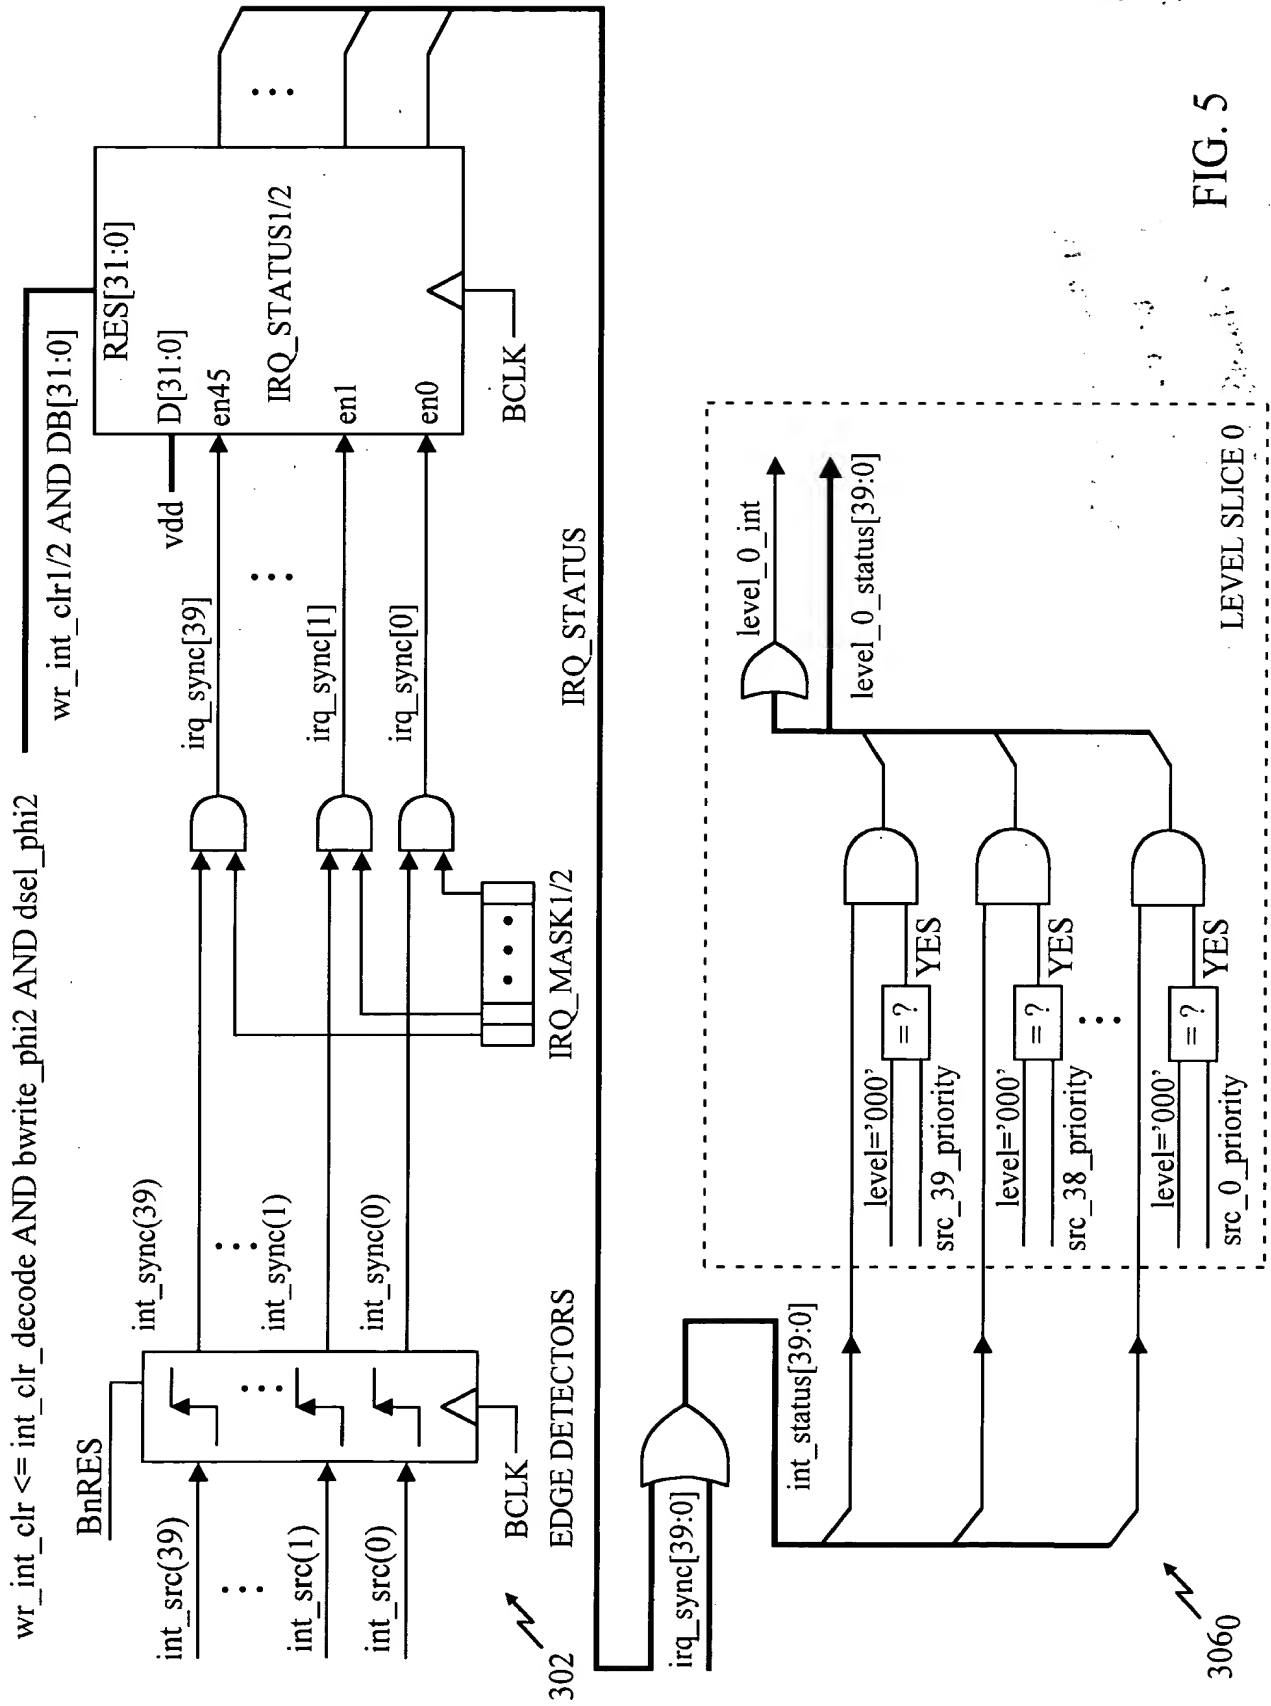 wr_int_clr <= int_clr_decode AND bwrite_phi2 AND dsel_phi2
wr_int_clr1/2 AND DB[31:0]
BnRES
int_src(39)
int_src(1)
int_src(0)
BCLK
EDGE DETECTORS
302
int_sync(39)
int_sync(1)
int_sync(0)
IRQ_MASK1/2
irq_sync[39]
irq_sync[1]
irq_sync[0]
vdd
RES[31:0]
D[31:0]
en45
IRQ_STATUS1/2
en1
en0
BCLK
IRQ_STATUS
irq_sync[39:0]
int_status[39:0]
level='000'
src_39_priority
= ?
YES
level='000'
src_38_priority
= ?
YES
level='000'
src_0_priority
= ?
YES
level_0_int
level_0_status[39:0]
LEVEL SLICE 0
306₀
FIG. 5